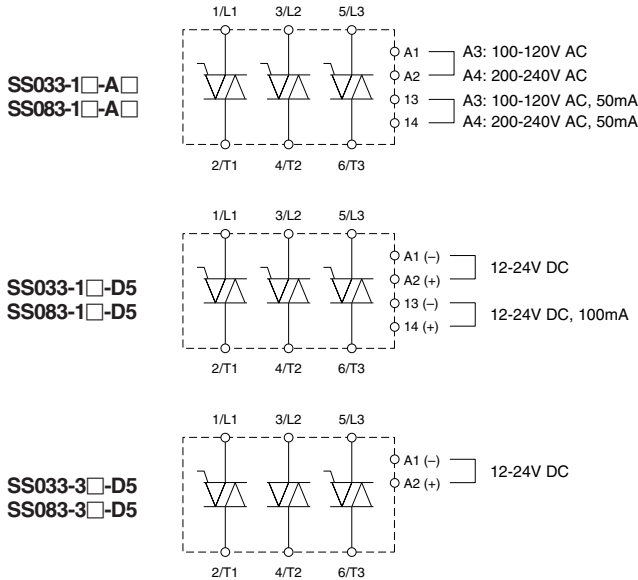 1/L1 3/L2 5/L3
SS033-1□-A□
SS083-1□-A□
A1 A3: 100-120V AC
A2 A4: 200-240V AC
13 A3: 100-120V AC, 50mA
14 A4: 200-240V AC, 50mA
2/T1 4/T2 6/T3
1/L1 3/L2 5/L3
SS033-1□-D5
SS083-1□-D5
A1 (–)
A2 (+)
12-24V DC
13 (–)
14 (+)
12-24V DC, 100mA
2/T1 4/T2 6/T3
1/L1 3/L2 5/L3
SS033-3□-D5
SS083-3□-D5
A1 (–)
A2 (+)
12-24V DC
2/T1 4/T2 6/T3